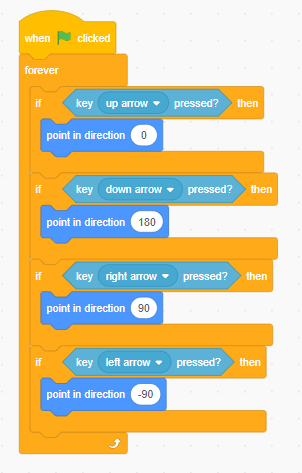 when clicked
forever
if key up arrow pressed? then
point in direction 0
if key down arrow pressed? then
point in direction 180
if key right arrow pressed? then
point in direction 90
if key left arrow pressed? then
point in direction -90